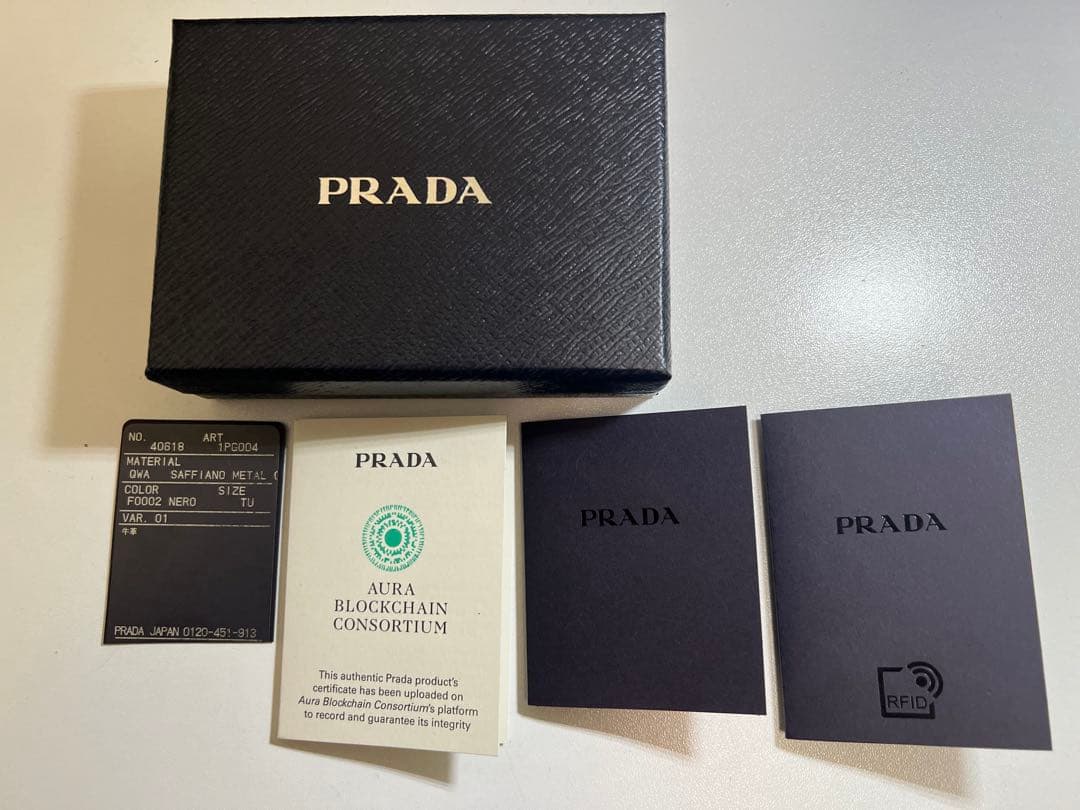 PRADA
NO. ART
40618 1PG004
MATERIAL
QWA SAFFIANO METAL
COLOR SIZE
F0002 NERO TU
VAR. 01
牛革
PRADA JAPAN 0120-451-913
PRADA
AURA
BLOCKCHAIN
CONSORTIUM
This authentic Prada product's
certificate has been uploaded on
Aura Blockchain Consortium's platform
to record and guarantee its integrity
PRADA
PRADA
RFID